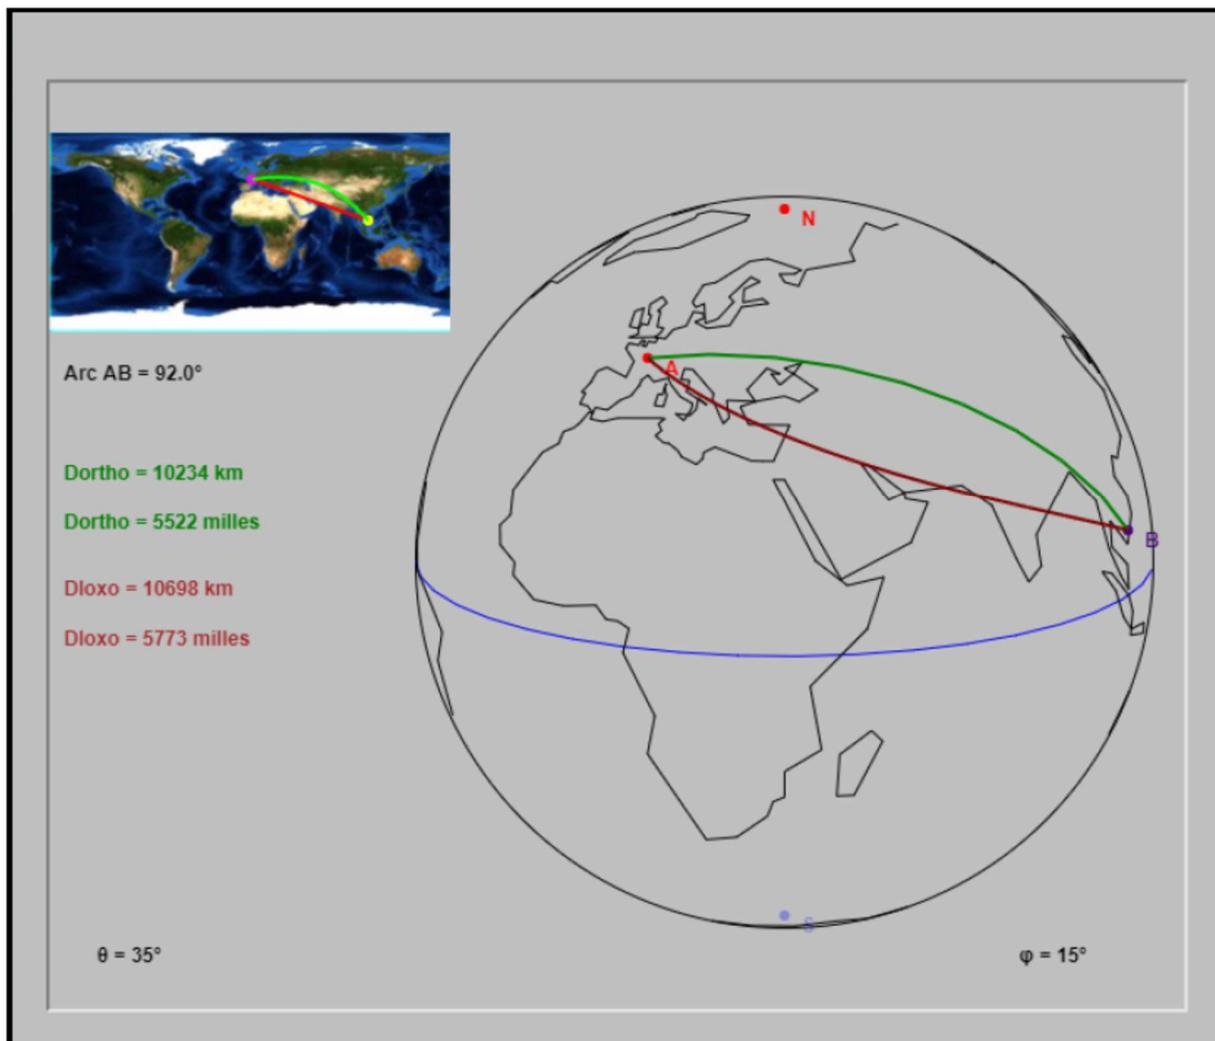 N
A
Arc AB = 92.0°
Dortho = 10234 km
Dortho = 5522 milles
B
Dloxo = 10698 km
Dloxo = 5773 milles
S
θ = 35°
φ = 15°